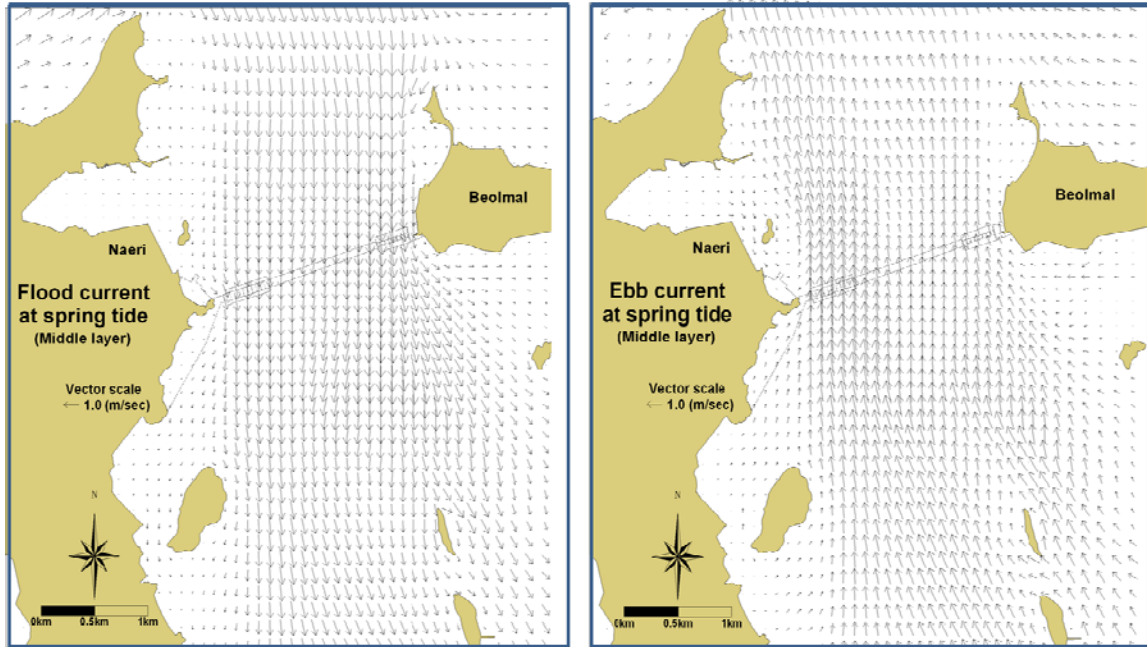 Beolmal
Naeri
Flood current
at spring tide
(Middle layer)
Vector scale
1.0 (m/sec)
N
0km 0.5km 1km
Beolmal
Naeri
Ebb current
at spring tide
(Middle layer)
Vector scale
1.0 (m/sec)
N
0km 0.5km 1km